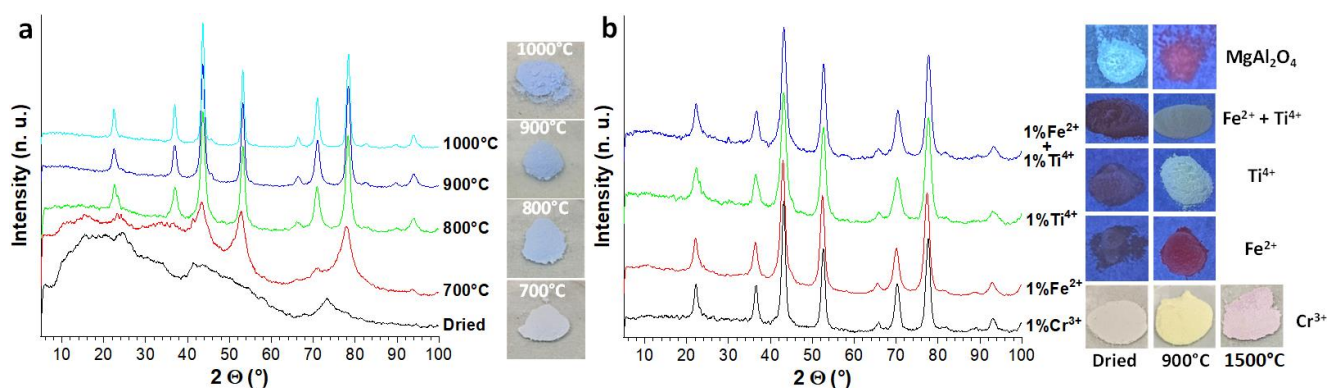 a
Intensity (n. u.)
1000°C
900°C
800°C
700°C
Dried
10 20 30 40 50 60 70 80 90 100
2 Θ (°)
1000°C
900°C
800°C
700°C
b
Intensity (n. u.)
1%Fe²⁺
+
1%Ti⁴⁺
1%Ti⁴⁺
1%Fe²⁺
1%Cr³⁺
10 20 30 40 50 60 70 80 90 100
2 Θ (°)
MgAl₂O₄
Fe²⁺ + Ti⁴⁺
Ti⁴⁺
Fe²⁺
Cr³⁺
Dried 900°C 1500°C